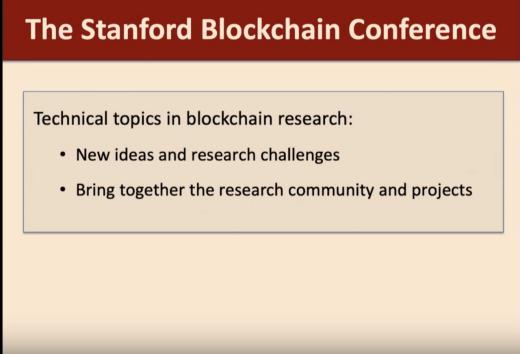 The Stanford Blockchain Conference
Technical topics in blockchain research:
• New ideas and research challenges
• Bring together the research community and projects